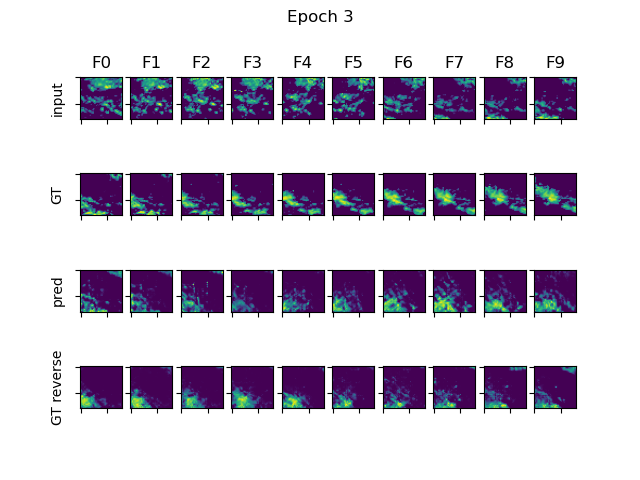 Epoch 3
F0 F1 F2 F3 F4 F5 F6 F7 F8 F9
input
GT
pred
GT reverse